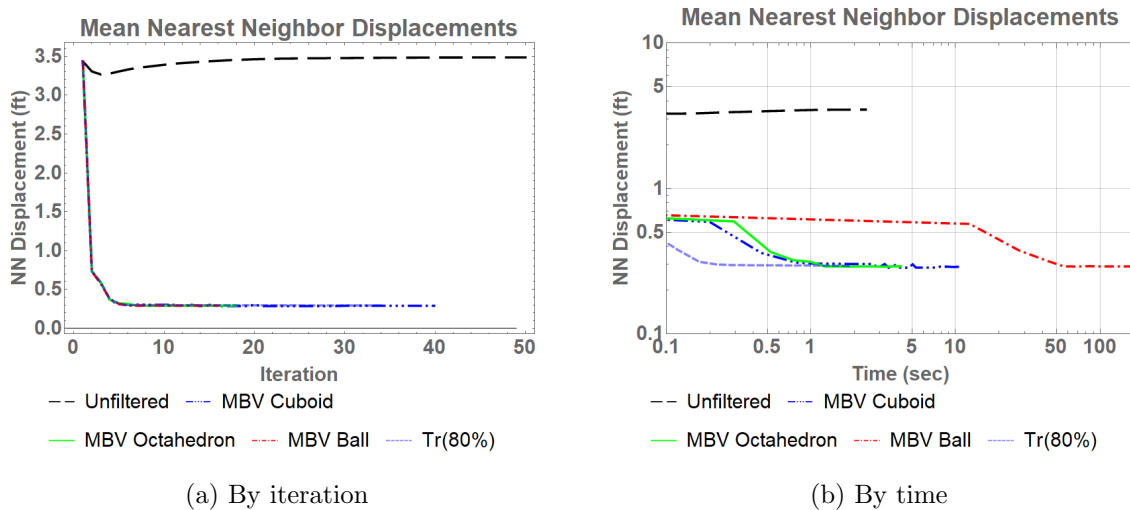 Mean Nearest Neighbor Displacements
3.5
3.0
2.5
2.0
1.5
1.0
0.5
0.0
NN Displacement (ft)
0 10 20 30 40 50
Iteration
Unfiltered MBV Cuboid
MBV Octahedron MBV Ball Tr(80%)
(a) By iteration
Mean Nearest Neighbor Displacements
10
5
1
0.5
0.1
NN Displacement (ft)
0.1 0.5 1 5 10 50 100
Time (sec)
Unfiltered MBV Cuboid
MBV Octahedron MBV Ball Tr(80%)
(b) By time